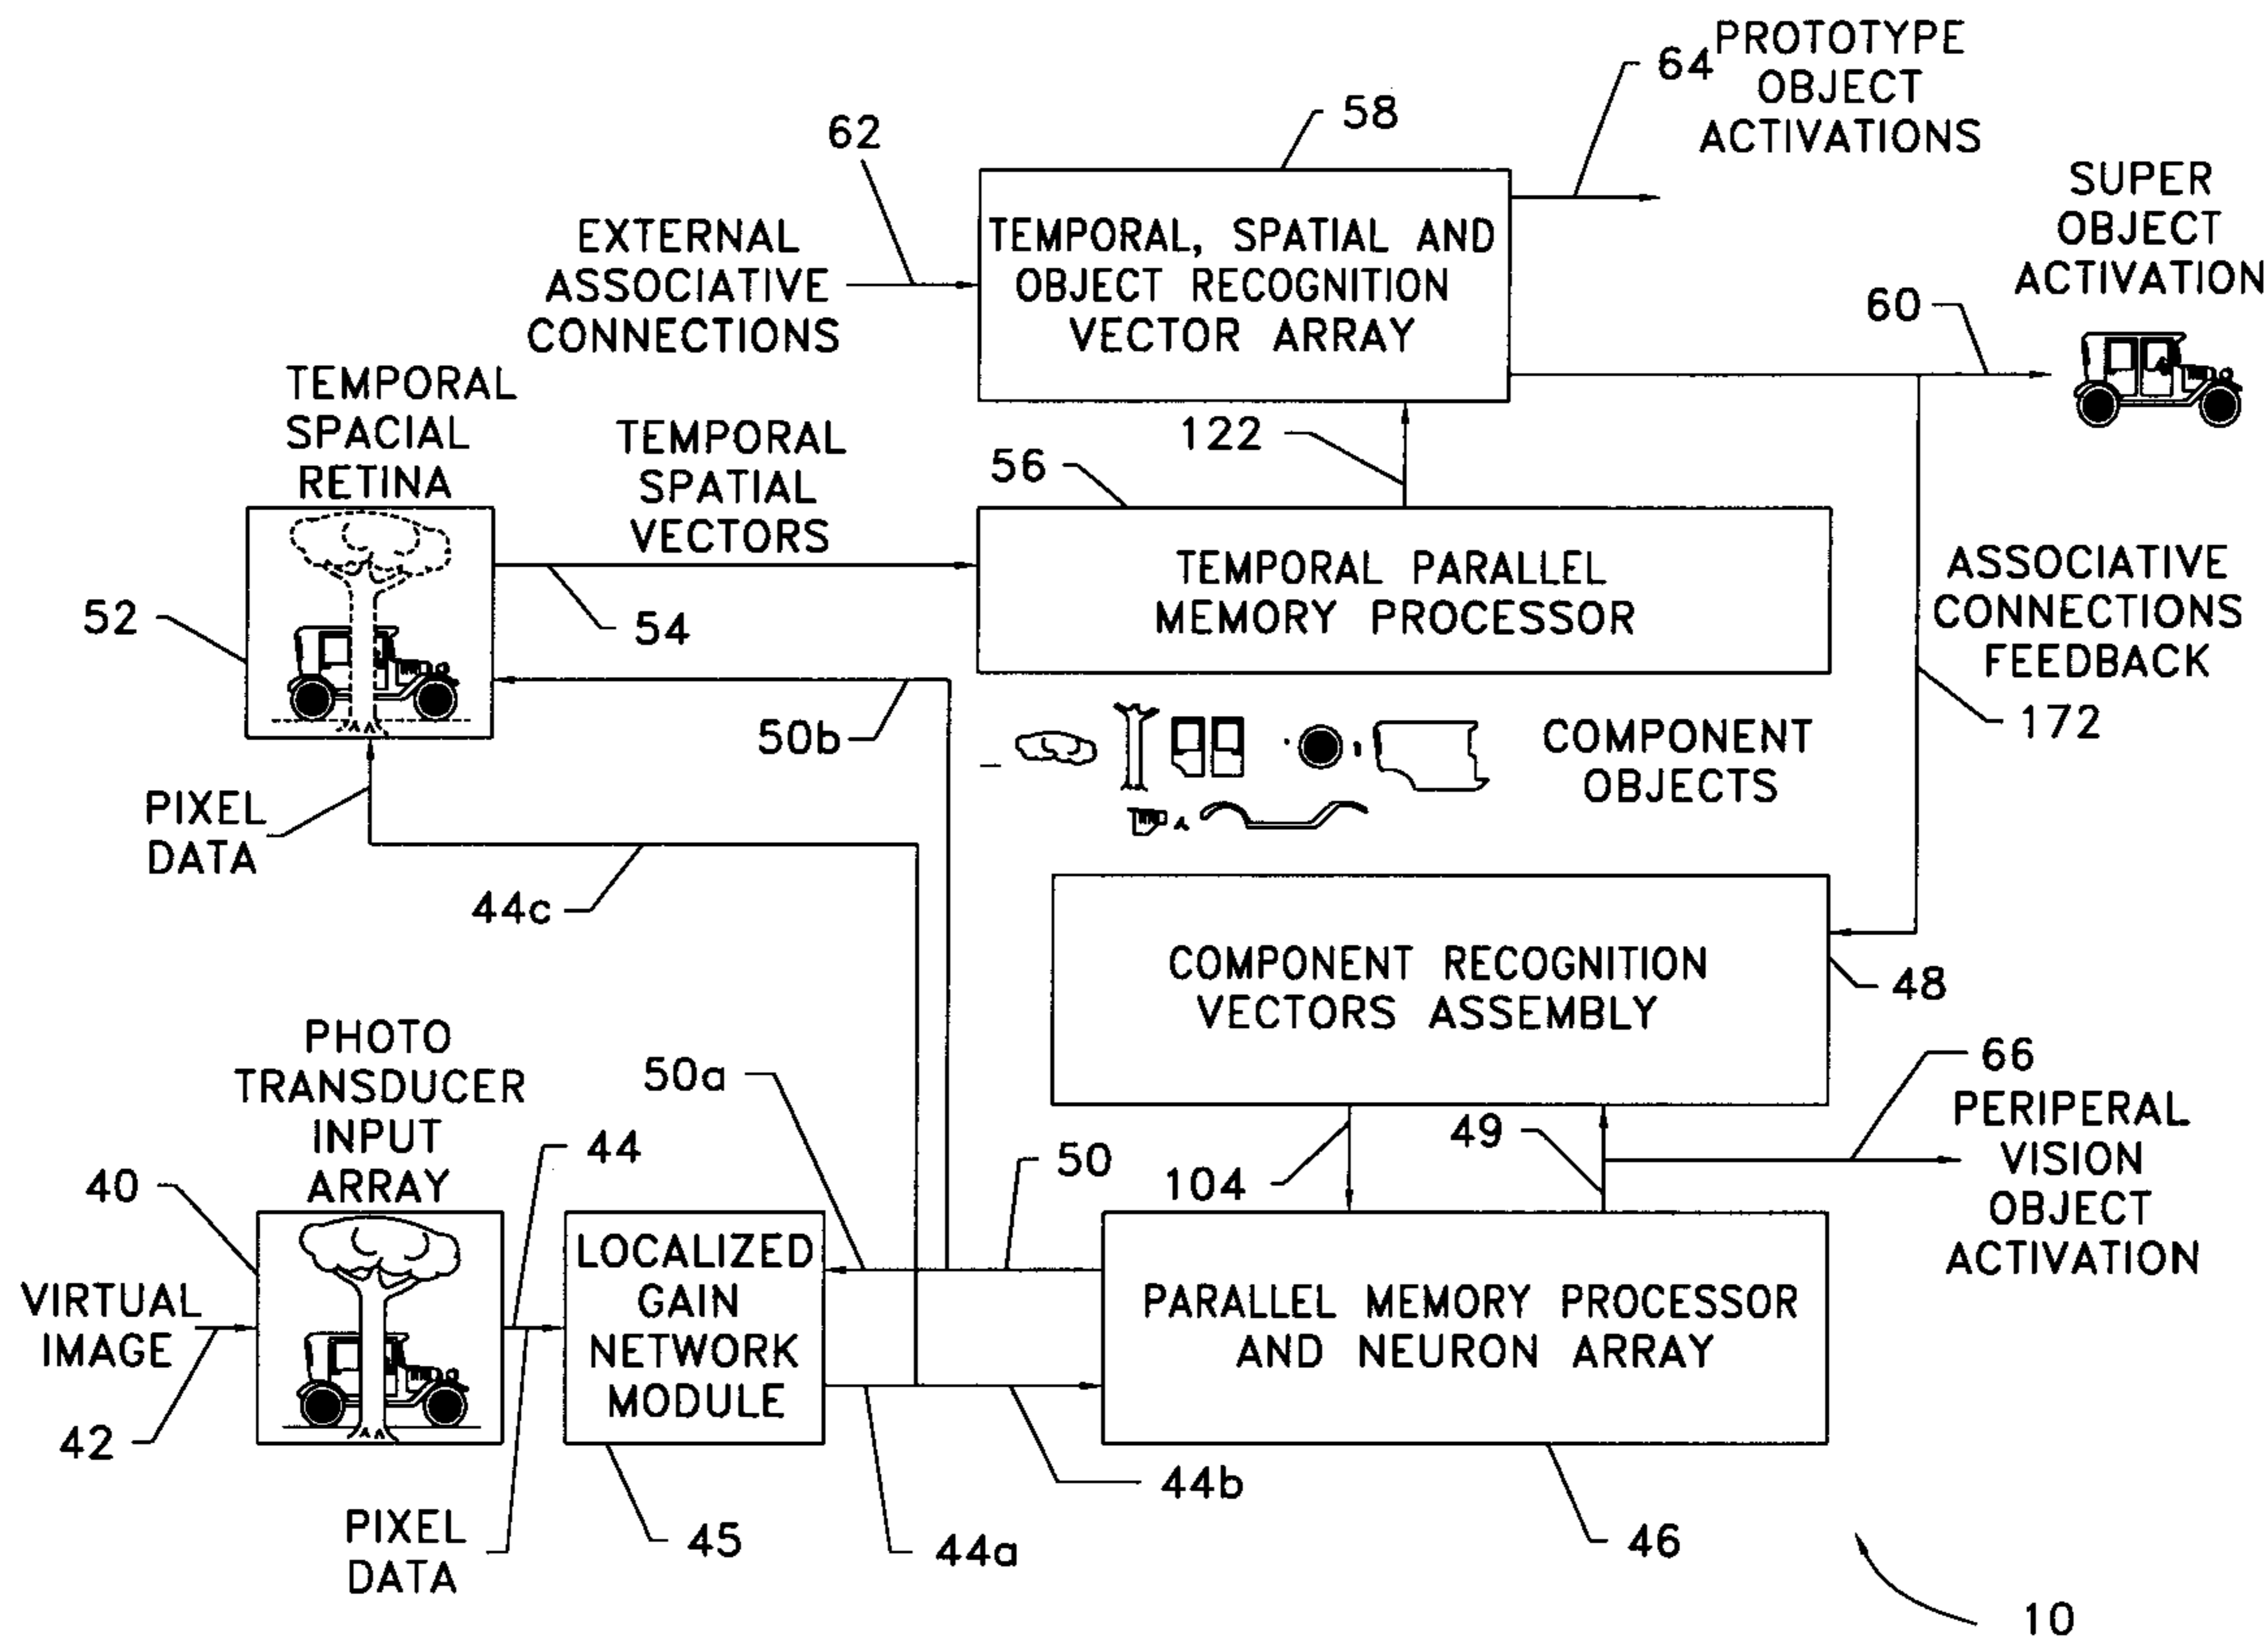 PROTOTYPE
OBJECT
ACTIVATIONS
64
58
62
SUPER
OBJECT
ACTIVATION
60
EXTERNAL
ASSOCIATIVE
CONNECTIONS
TEMPORAL, SPATIAL AND
OBJECT RECOGNITION
VECTOR ARRAY
TEMPORAL
SPACIAL
RETINA
TEMPORAL
SPATIAL
VECTORS
122
56
52
54
TEMPORAL PARALLEL
MEMORY PROCESSOR
ASSOCIATIVE
CONNECTIONS
FEEDBACK
172
50b
COMPONENT
OBJECTS
PIXEL
DATA
44c
COMPONENT RECOGNITION
VECTORS ASSEMBLY
48
PHOTO
TRANSDUCER
INPUT
ARRAY
50a
44
50
104
49
66
PERIPERAL
VISION
OBJECT
ACTIVATION
40
VIRTUAL
IMAGE
42
LOCALIZED
GAIN
NETWORK
MODULE
PARALLEL MEMORY PROCESSOR
AND NEURON ARRAY
PIXEL
DATA
45
44a
44b
46
10